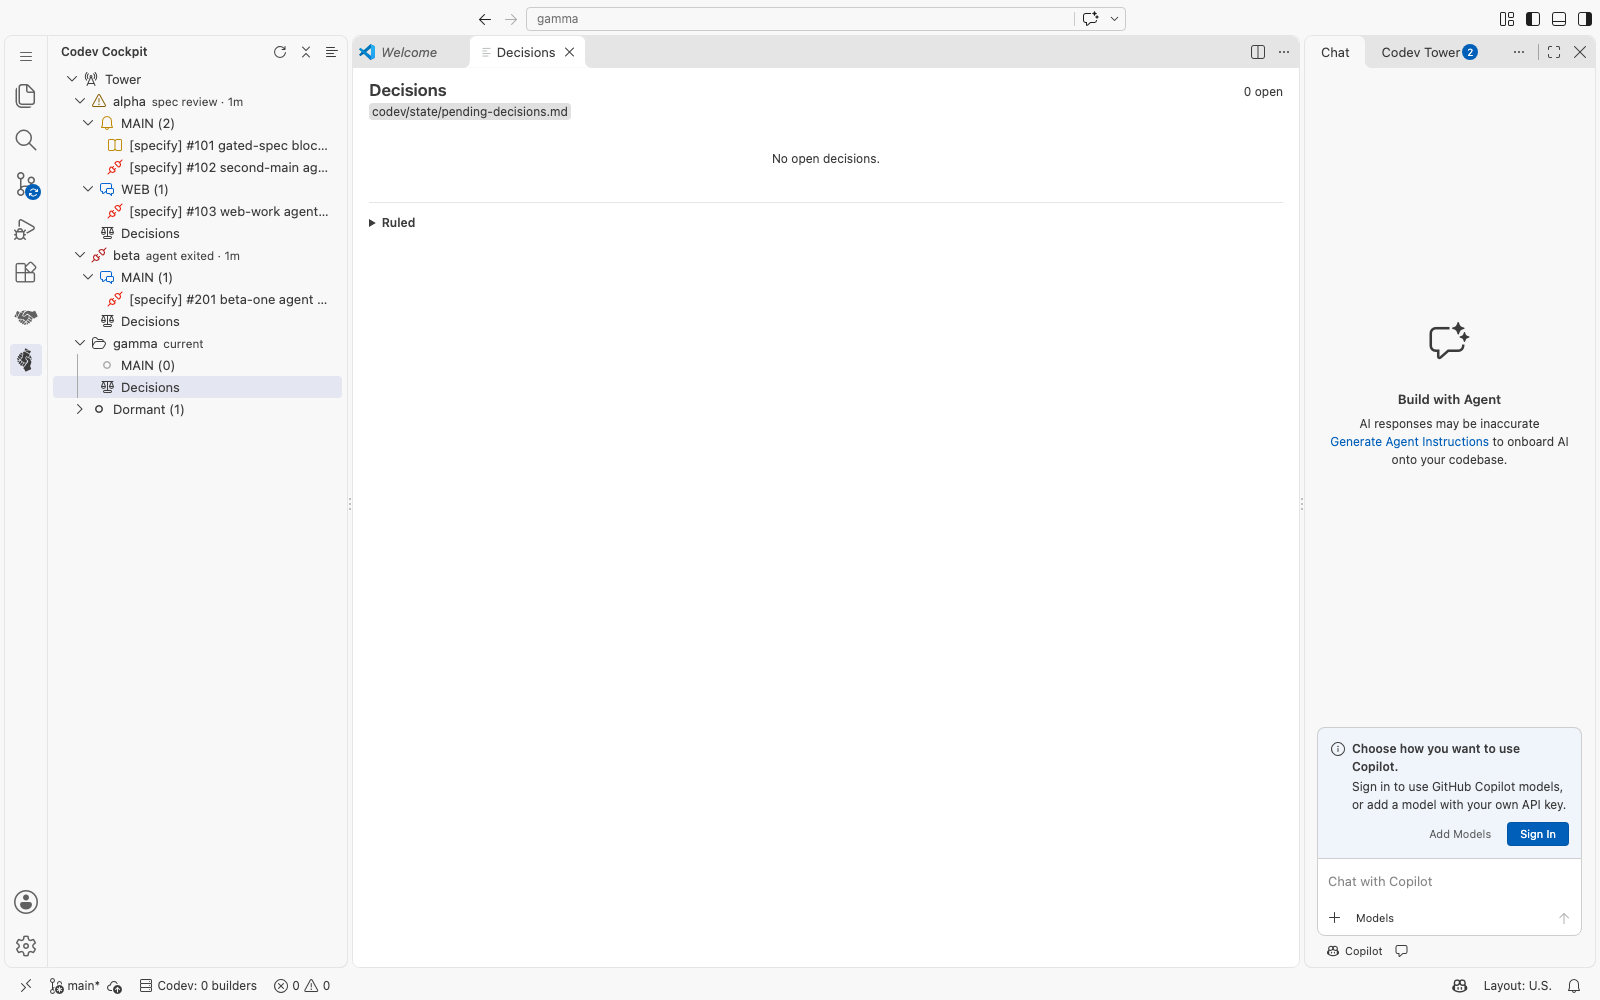 gamma
Codev Cockpit
Tower
alpha spec review · 1m
MAIN (2)
[specify] #101 gated-spec bloc...
[specify] #102 second-main ag...
WEB (1)
[specify] #103 web-work agent...
Decisions
beta agent exited · 1m
MAIN (1)
[specify] #201 beta-one agent ...
Decisions
gamma current
MAIN (0)
Decisions
Dormant (1)
Welcome
Decisions
Decisions
0 open
codev/state/pending-decisions.md
No open decisions.
Ruled
Chat
Codev Tower 2
Build with Agent
AI responses may be inaccurate
Generate Agent Instructions to onboard AI
onto your codebase.
Choose how you want to use
Copilot.
Sign in to use GitHub Copilot models,
or add a model with your own API key.
Add Models
Sign In
Chat with Copilot
Models
Copilot
main*
Codev: 0 builders
0
0
Layout: U.S.